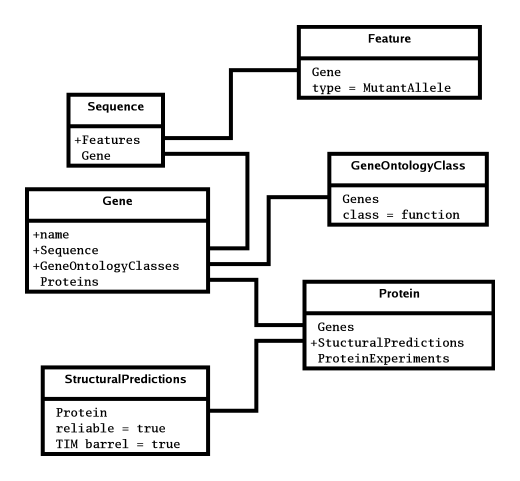 Feature
Gene
type = MutantAllele
Sequence
+Features
Gene
GeneOntologyClass
Genes
class = function
Gene
+name
+Sequence
+GeneOntologyClasses
Proteins
Protein
Genes
+StucturalPredictions
ProteinExperiments
StructuralPredictions
Protein
reliable = true
TIM barrel = true